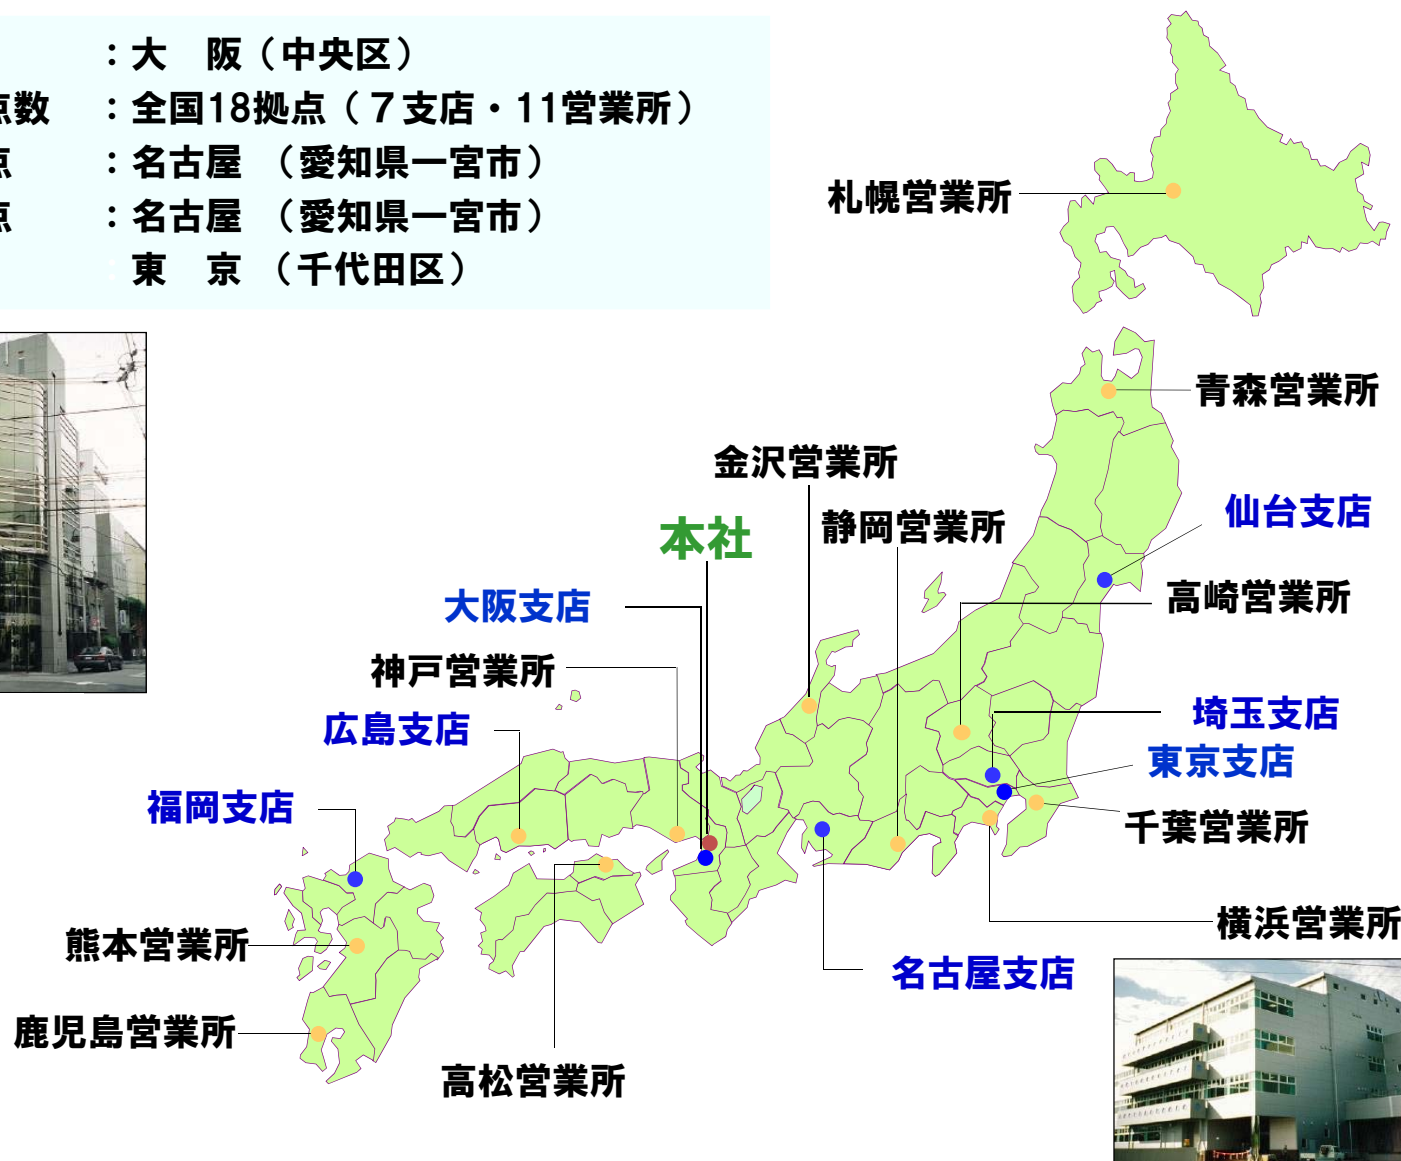 ：大　阪（中央区）
点数　：全国18拠点（７支店・11営業所）
点　：名古屋　（愛知県一宮市）
点　：名古屋　（愛知県一宮市）
東　京　（千代田区）
札幌営業所
青森営業所
金沢営業所
仙台支店
静岡営業所
本社
高崎営業所
大阪支店
神戸営業所
埼玉支店
広島支店
東京支店
福岡支店
千葉営業所
横浜営業所
熊本営業所
名古屋支店
鹿児島営業所
高松営業所